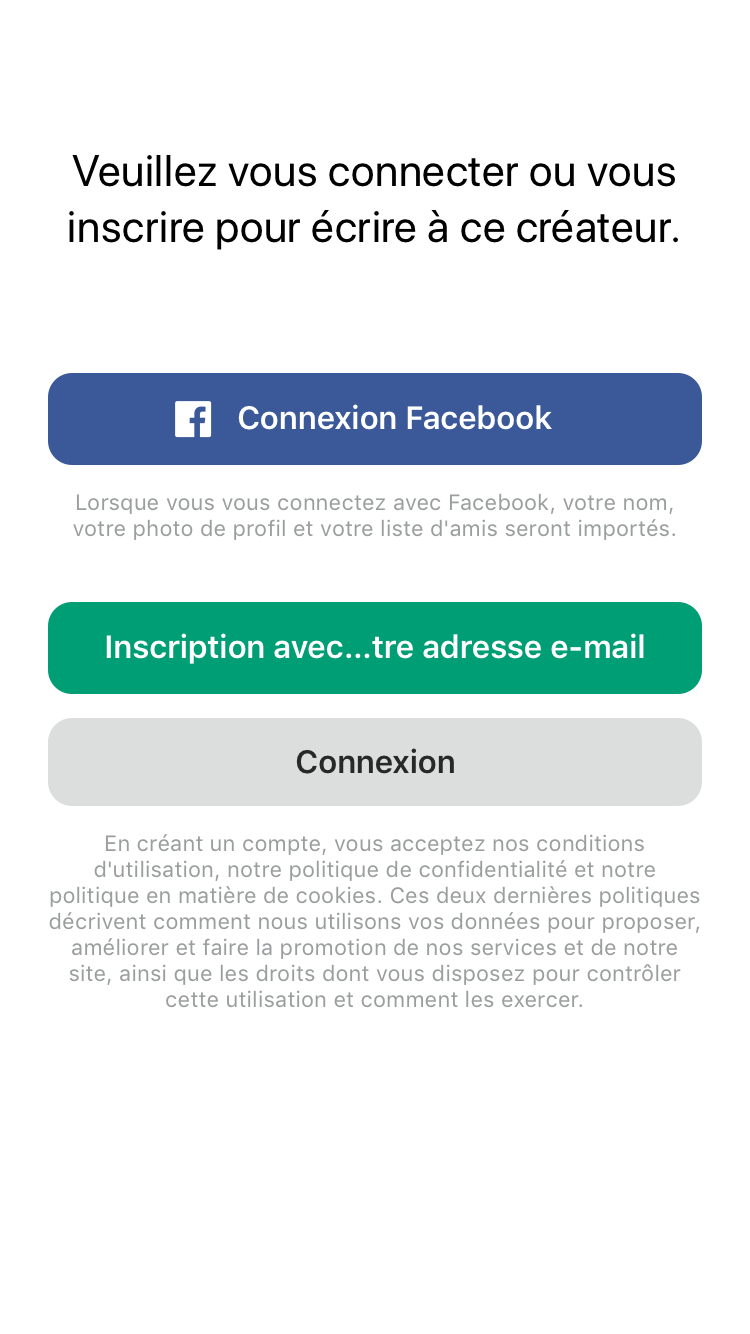 Veuillez vous connecter ou vous
inscrire pour écrire à ce créateur.
Connexion Facebook
Lorsque vous vous connectez avec Facebook, votre nom,
votre photo de profil et votre liste d'amis seront importés.
Inscription avec...tre adresse e-mail
Connexion
En créant un compte, vous acceptez nos conditions
d'utilisation, notre politique de confidentialité et notre
politique en matière de cookies. Ces deux dernières politiques
décrivent comment nous utilisons vos données pour proposer,
améliorer et faire la promotion de nos services et de notre
site, ainsi que les droits dont vous disposez pour contrôler
cette utilisation et comment les exercer.